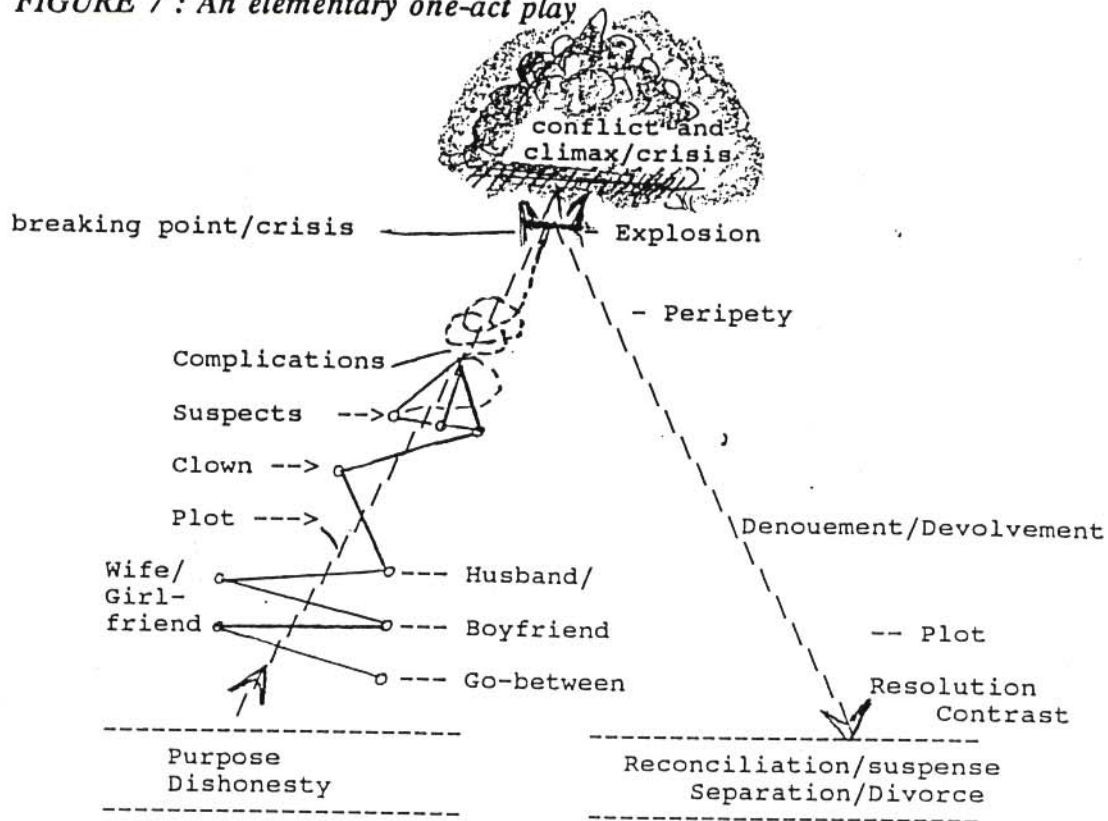 FIGURE 7 : An elementary one-act play
conflict and
climax/crisis
breaking point/crisis
- Explosion
- Peripety
Complications
Suspects -->
Clown -->
Plot --->
Denouement/Devolvement
Wife/
Girl-
friend
--- Husband/
--- Boyfriend
--- Go-between
-- Plot
Resolution
Contrast
Purpose
Dishonesty
Reconciliation/suspense
Separation/Divorce